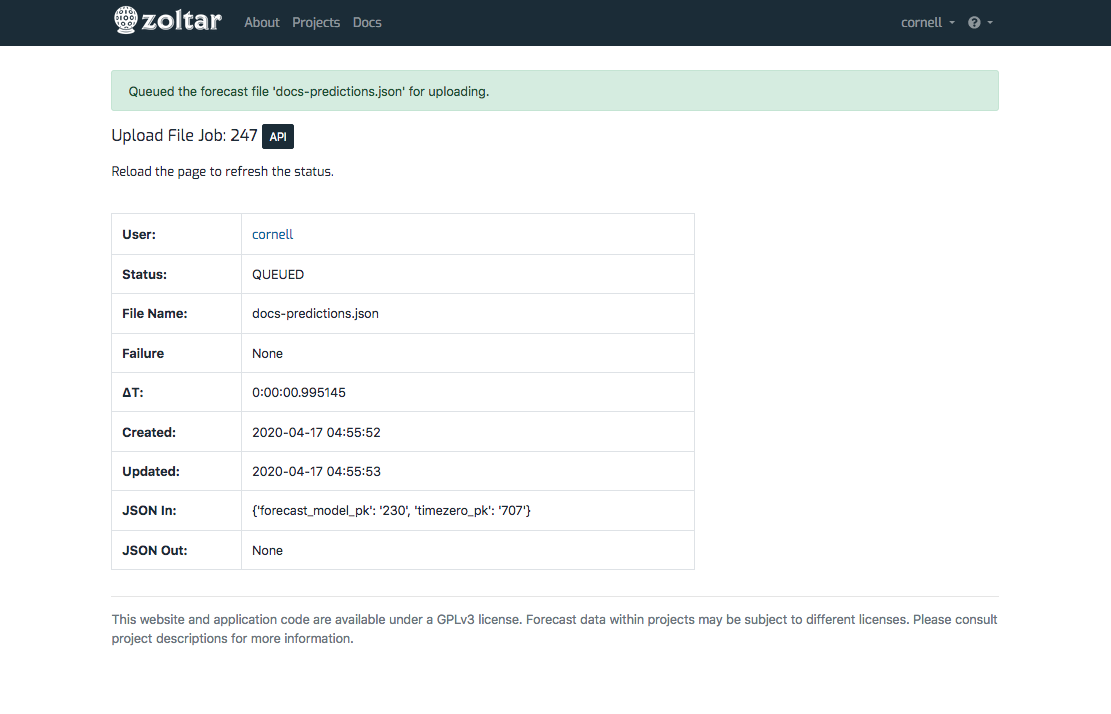 zoltar About Projects Docs cornell
Queued the forecast file 'docs-predictions.json' for uploading.
Upload File Job: 247 API
Reload the page to refresh the status.
User: cornell
Status: QUEUED
File Name: docs-predictions.json
Failure None
ΔT: 0:00:00.995145
Created: 2020-04-17 04:55:52
Updated: 2020-04-17 04:55:53
JSON In: {'forecast_model_pk': '230', 'timezero_pk': '707'}
JSON Out: None
This website and application code are available under a GPLv3 license. Forecast data within projects may be subject to different licenses. Please consult
project descriptions for more information.